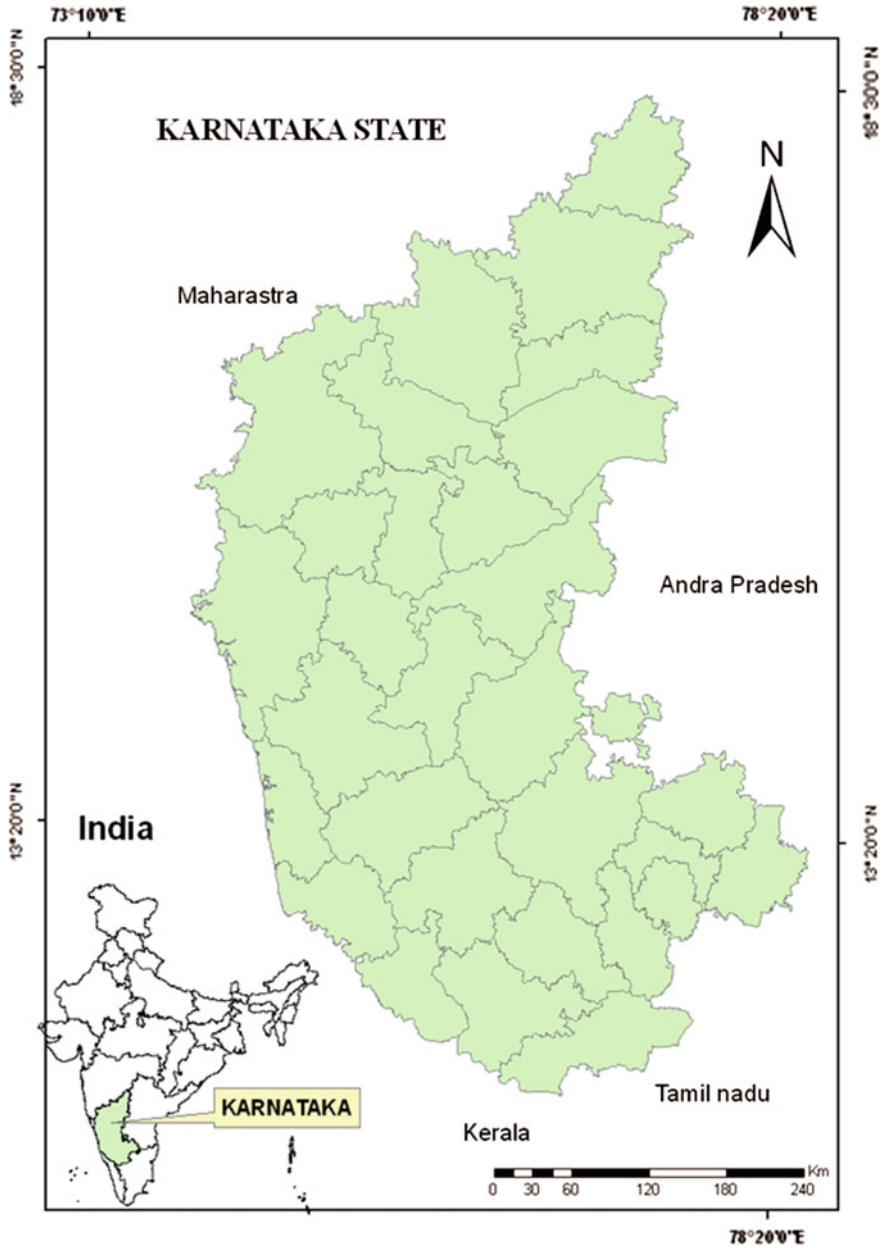 73°10'0"E
78°20'0"E
18°30'0"N
18°30'0"N
KARNATAKA STATE
N
Maharastra
Andra Pradesh
India
13°20'0"N
13°20'0"N
KARNATAKA
Tamil nadu
Kerala
Km
0 30 60 120 180 240
78°20'0"E